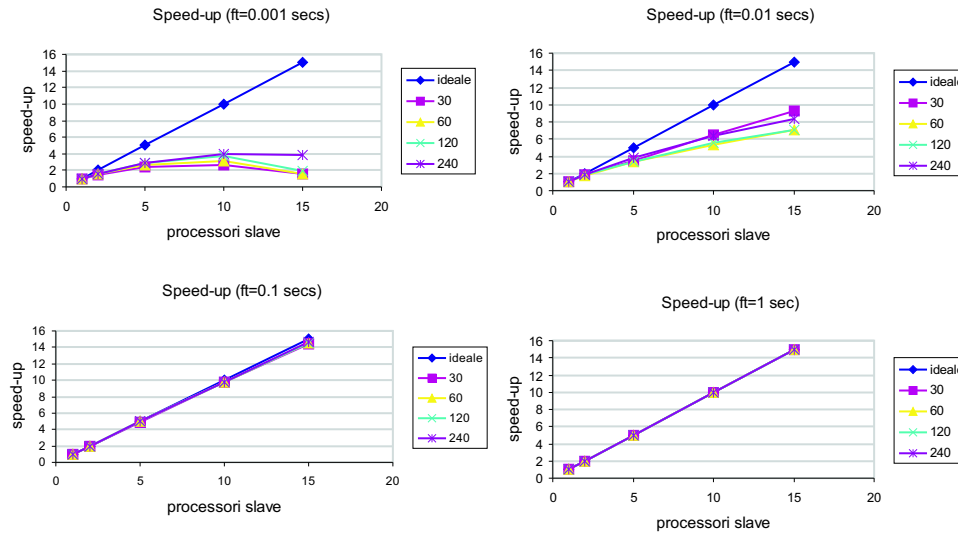 Speed-up (ft=0.001 secs)
speed-up
16
14
12
10
8
6
4
2
0
0 5 10 15 20
processori slave
ideale
30
60
120
240
Speed-up (ft=0.01 secs)
speed-up
16
14
12
10
8
6
4
2
0
0 5 10 15 20
processori slave
ideale
30
60
120
240
Speed-up (ft=0.1 secs)
speed-up
16
14
12
10
8
6
4
2
0
0 5 10 15 20
processori slave
ideale
30
60
120
240
Speed-up (ft=1 sec)
speed-up
16
14
12
10
8
6
4
2
0
0 5 10 15 20
processori slave
ideale
30
60
120
240